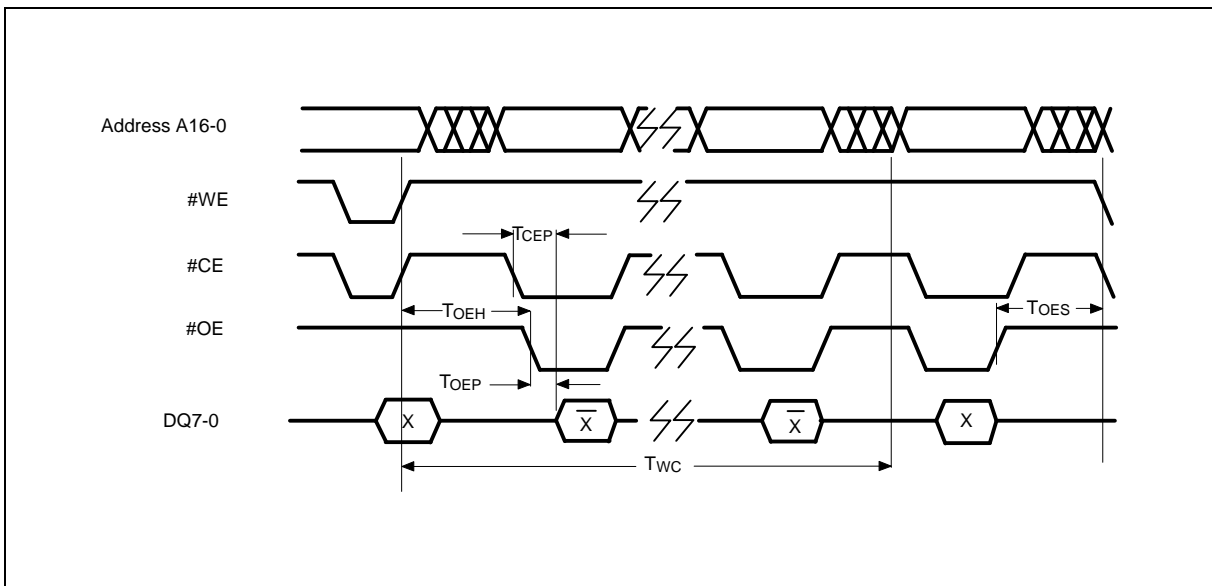 Address A16-0
#WE
TCEP
#CE
TOEH
TOES
#OE
TOEP
DQ7-0
X
X̅
X̅
X
TWC